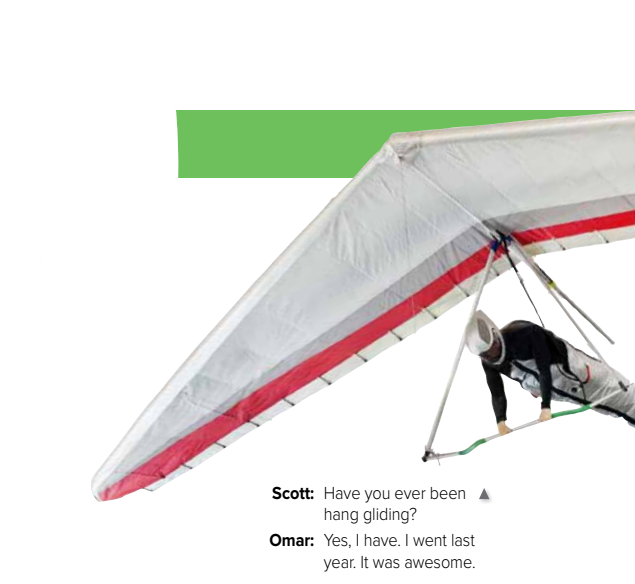 Scott: Have you ever been ▲
hang gliding?
Omar: Yes, I have. I went last
year. It was awesome.